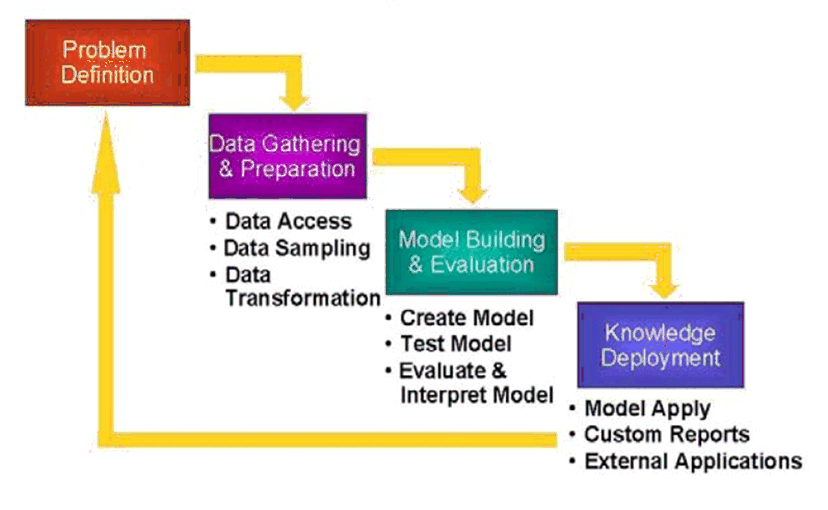 Problem
Definition
Data Gathering
& Preparation
• Data Access
• Data Sampling
• Data
Transformation
Model Building
& Evaluation
• Create Model
• Test Model
• Evaluate &
Interpret Model
Knowledge
Deployment
• Model Apply
• Custom Reports
• External Applications